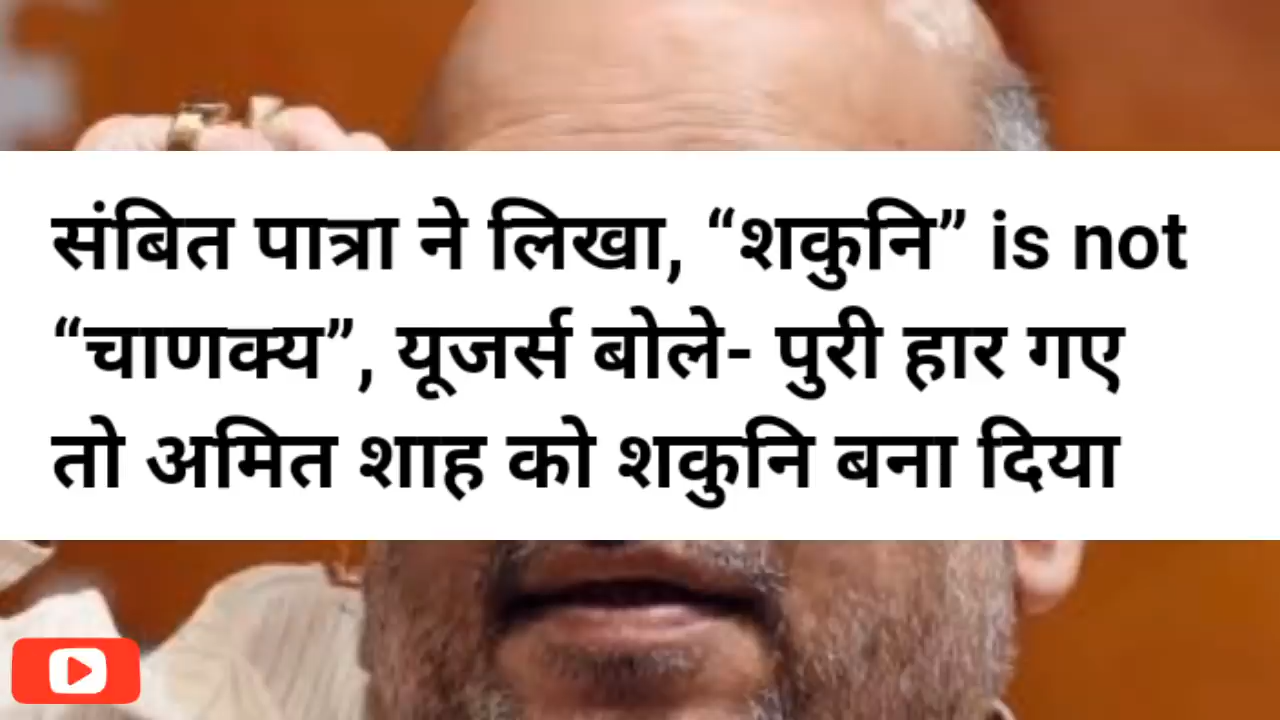 संबित पात्रा ने लिखा, “शकुनि” is not
“चाणक्य”, यूजर्स बोले- पुरी हार गए
तो अमित शाह को शकुनि बना दिया